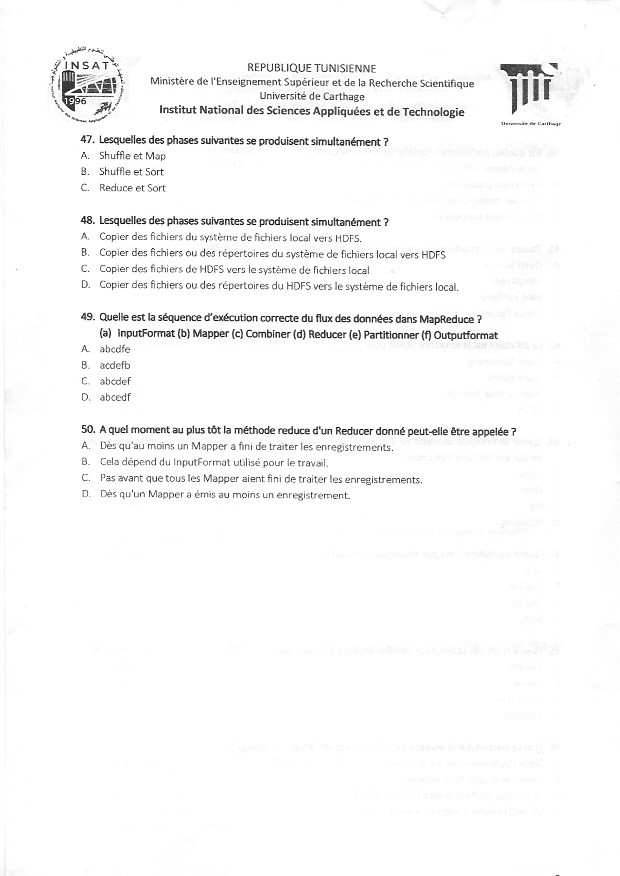 INSAT
1996
REPUBLIQUE TUNISIENNE
Ministère de l'Enseignement Supérieur et de la Recherche Scientifique
Université de Carthage
Institut National des Sciences Appliquées et de Technologie
Université de Carthage
47. Lesquelles des phases suivantes se produisent simultanément ?
A. Shuffle et Map
B. Shuffle et Sort
C. Reduce et Sort
48. Lesquelles des phases suivantes se produisent simultanément ?
A. Copier des fichiers du système de fichiers local vers HDFS.
B. Copier des fichiers ou des répertoires du système de fichiers local vers HDFS
C. Copier des fichiers de HDFS vers le système de fichiers local
D. Copier des fichiers ou des répertoires du HDFS vers le système de fichiers local.
49. Quelle est la séquence d'exécution correcte du flux des données dans MapReduce ?
(a) InputFormat (b) Mapper (c) Combiner (d) Reducer (e) Partitionner (f) Outputformat
A. abcdfe
B. acdefb
C. abcdef
D. abcedf
50. A quel moment au plus tôt la méthode reduce d'un Reducer donné peut-elle être appelée ?
A. Dès qu'au moins un Mapper a fini de traiter les enregistrements.
B. Cela dépend du InputFormat utilisé pour le travail.
C. Pas avant que tous les Mapper aient fini de traiter les enregistrements.
D. Dès qu'un Mapper a émis au moins un enregistrement.